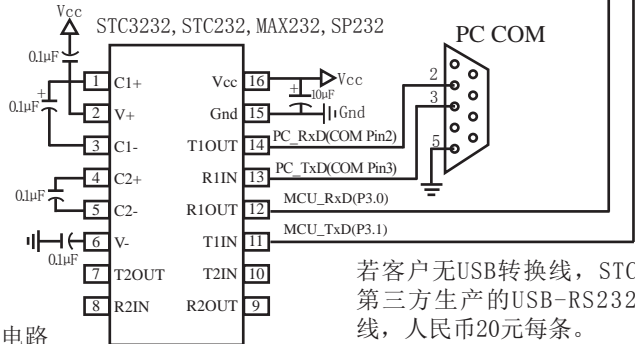 Vcc
STC3232, STC232, MAX232, SP232
PC COM
0.1μF
0.1μF
0.1μF
0.1μF
1 C1+
2 V+
3 C1-
4 C2+
5 C2-
6 V-
7 T2OUT
8 R2IN
Vcc 16
Gnd 15
T1OUT 14
R1IN 13
R1OUT 12
T1IN 11
T2IN 10
R2OUT 9
+
+
10μF
Vcc
Gnd
PC_RxD(COM Pin2)
PC_TxD(COM Pin3)
MCU_RxD(P3.0)
MCU_TxD(P3.1)
2
3
5
若客户无USB转换线，STC
第三方生产的USB-RS232
线，人民币20元每条。
电路